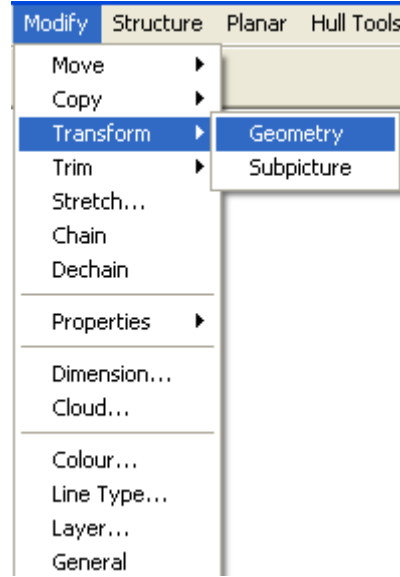 Modify Structure Planar Hull Tools
Move
Copy
Transform Geometry
Trim Subpicture
Stretch...
Chain
Dechain
Properties
Dimension...
Cloud...
Colour...
Line Type...
Layer...
General